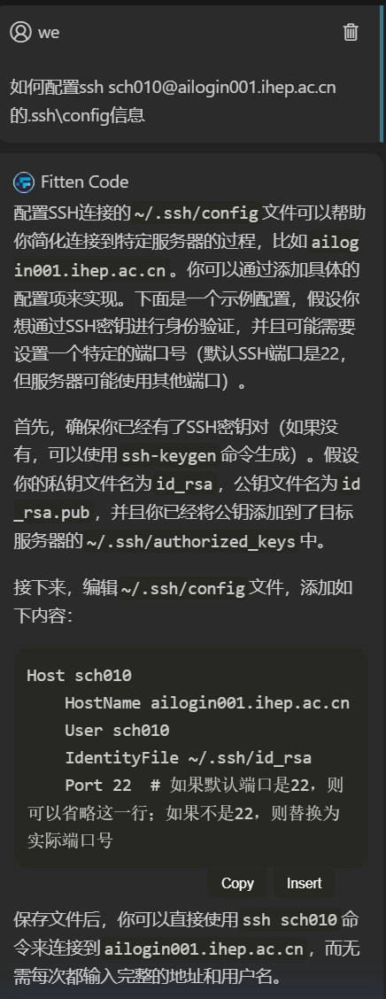 we
如何配置ssh sch010@ailogin001.ihep.ac.cn
的.ssh\config信息
Fitten Code
配置SSH连接的 ~/.ssh/config 文件可以帮助
你简化连接到特定服务器的过程，比如 ailog
in001.ihep.ac.cn 。你可以通过添加具体的
配置项来实现。下面是一个示例配置，假设你
想通过SSH密钥进行身份验证，并且可能需要
设置一个特定的端口号（默认SSH端口是22，
但服务器可能使用其他端口）。
首先，确保你已经有了SSH密钥对（如果没
有，可以使用 ssh-keygen 命令生成）。假设
你的私钥文件名为 id_rsa ，公钥文件名为 id
_rsa.pub ，并且你已经将公钥添加到了目标
服务器的 ~/.ssh/authorized_keys 中。
接下来，编辑 ~/.ssh/config 文件，添加如
下内容：
Host sch010
HostName ailogin001.ihep.ac.cn
User sch010
IdentityFile ~/.ssh/id_rsa
Port 22  # 如果默认端口是22，则
可以省略这一行；如果不是22，则替换为
实际端口号
Copy Insert
保存文件后，你可以直接使用 ssh sch010 命
令来连接到 ailogin001.ihep.ac.cn ，而无
需每次都输入完整的地址和用户名。